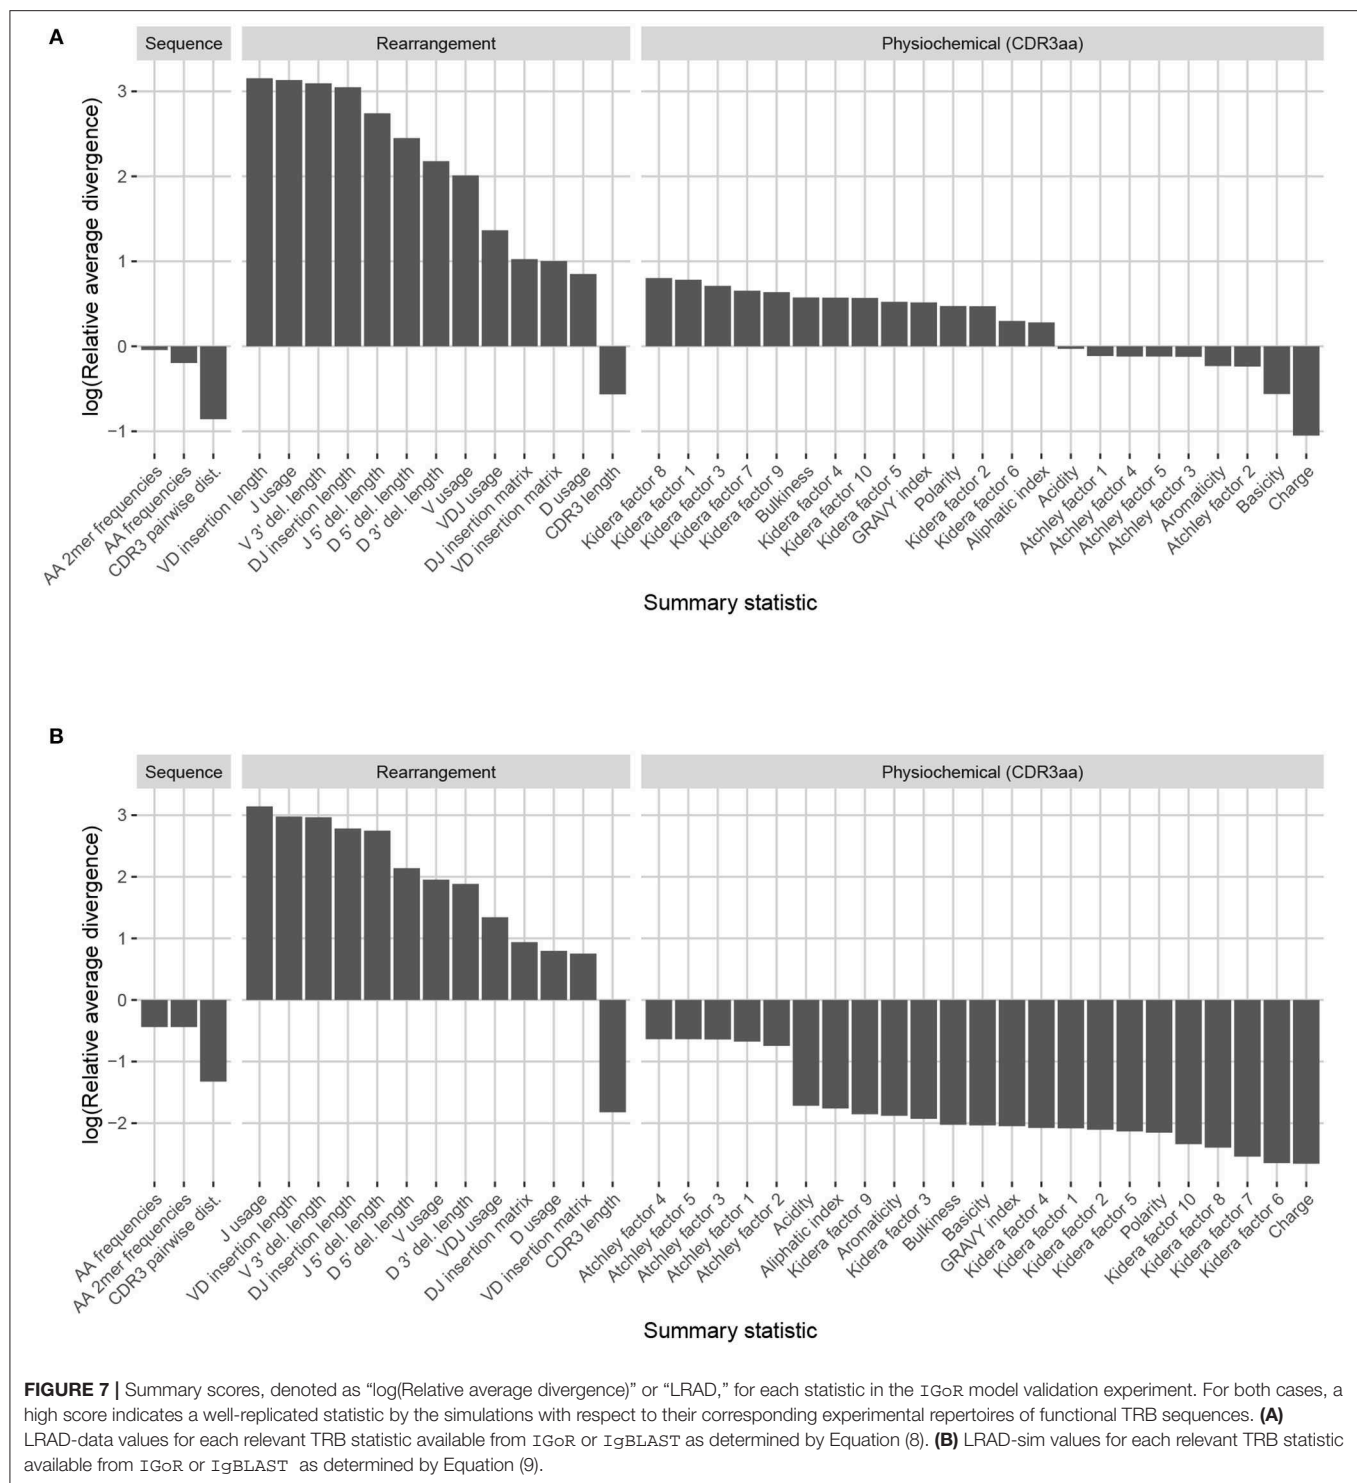 A
Sequence
Rearrangement
Physiochemical (CDR3aa)
log(Relative average divergence)
3
2
1
0
−1
AA 2mer frequencies
AA frequencies
CDR3 pairwise dist.
VD insertion length
J usage
V 3' del. length
DJ insertion length
J 5' del. length
D 5' del. length
D 3' del. length
V usage
VDJ usage
DJ insertion matrix
VD insertion matrix
D usage
CDR3 length
Kidera factor 8
Kidera factor 1
Kidera factor 3
Kidera factor 7
Kidera factor 9
Bulkiness
Kidera factor 4
Kidera factor 10
Kidera factor 5
GRAVY index
Polarity
Kidera factor 2
Kidera factor 6
Aliphatic index
Acidity
Atchley factor 1
Atchley factor 4
Atchley factor 5
Atchley factor 3
Aromaticity
Atchley factor 2
Basicity
Charge
Summary statistic
B
Sequence
Rearrangement
Physiochemical (CDR3aa)
log(Relative average divergence)
3
2
1
0
−1
−2
AA frequencies
AA 2mer frequencies
CDR3 pairwise dist.
J usage
VD insertion length
V 3' del. length
DJ insertion length
J 5' del. length
D 5' del. length
V usage
D 3' del. length
VDJ usage
DJ insertion matrix
D usage
VD insertion matrix
CDR3 length
Atchley factor 4
Atchley factor 5
Atchley factor 3
Atchley factor 1
Atchley factor 2
Acidity
Aliphatic index
Kidera factor 9
Aromaticity
Kidera factor 3
Bulkiness
Basicity
GRAVY index
Kidera factor 4
Kidera factor 1
Kidera factor 2
Kidera factor 5
Polarity
Kidera factor 10
Kidera factor 8
Kidera factor 7
Kidera factor 6
Charge
Summary statistic
FIGURE 7 | Summary scores, denoted as “log(Relative average divergence)” or “LRAD,” for each statistic in the IGoR model validation experiment. For both cases, a
high score indicates a well-replicated statistic by the simulations with respect to their corresponding experimental repertoires of functional TRB sequences. (A)
LRAD-data values for each relevant TRB statistic available from IGoR or IgBLAST as determined by Equation (8). (B) LRAD-sim values for each relevant TRB statistic
available from IGoR or IgBLAST as determined by Equation (9).